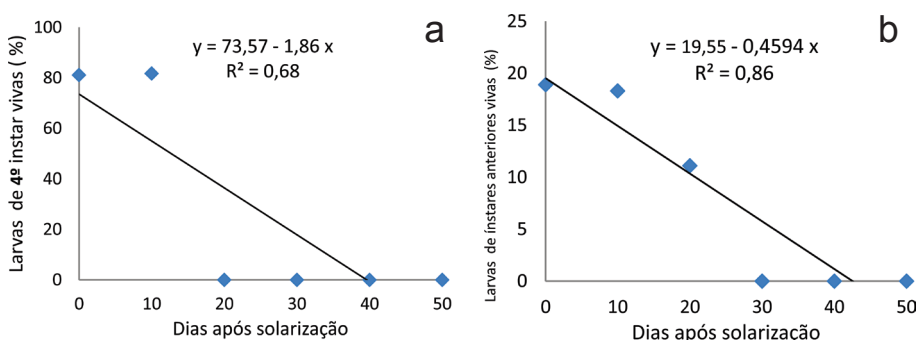 a
y = 73,57 - 1,86 x
R² = 0,68
Larvas de 4º instar vivas ( %)
100
80
60
40
20
0
0 10 20 30 40 50
Dias após solarização
b
y = 19,55 - 0,4594 x
R² = 0,86
Larvas de ínstares anteriores vivas (%)
25
20
15
10
5
0
0 10 20 30 40 50
Dias após solarização